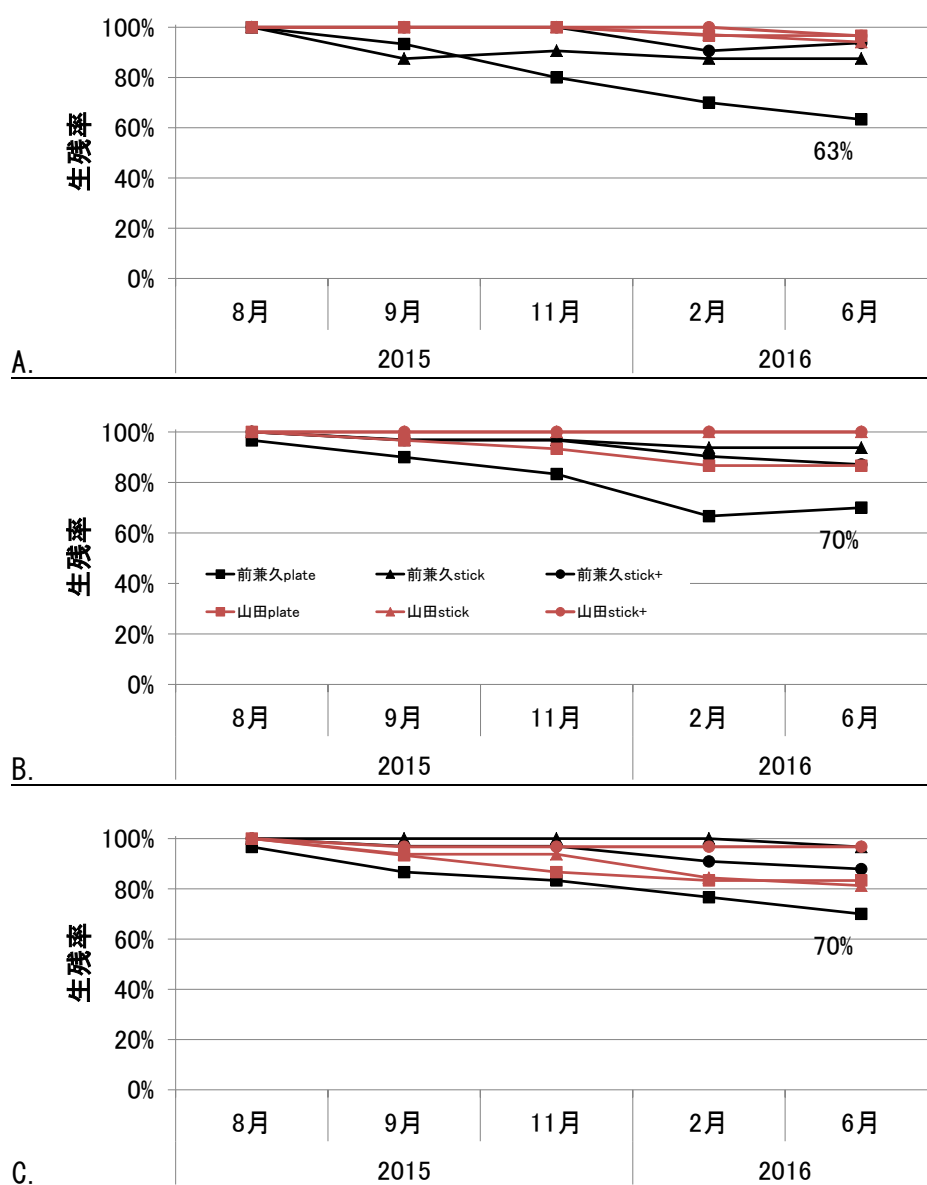 100%
80%
60%
40%
20%
0%
生残率
63%
8月 9月 11月 2月 6月
2015 2016
A.
100%
80%
60%
40%
20%
0%
生残率
70%
前兼久plate 前兼久stick 前兼久stick+
山田plate 山田stick 山田stick+
8月 9月 11月 2月 6月
2015 2016
B.
100%
80%
60%
40%
20%
0%
生残率
70%
8月 9月 11月 2月 6月
2015 2016
C.